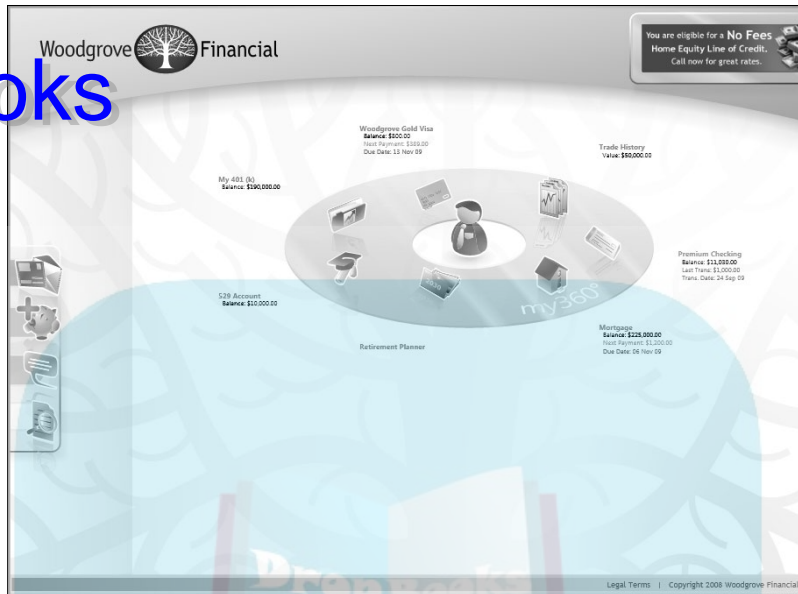 Woodgrove Financial
You are eligible for a No Fees
Home Equity Line of Credit.
Call now for great rates.
oks
Woodgrove Gold Visa
Balance: $800.00
Next Payment: $389.00
Due Date: 13 Nov 09
Trade History
Value: $50,000.00
My 401 (k)
Balance: $190,000.00
Premium Checking
Balance: $11,030.00
Last Trans: $1,000.00
Trans. Date: 24 Sep 09
529 Account
Balance: $10,000.00
my360°
Mortgage
Balance: $225,000.00
Next Payment: $1,200.00
Due Date: 06 Nov 09
Retirement Planner
Legal Terms | Copyright 2008 Woodgrove Financial